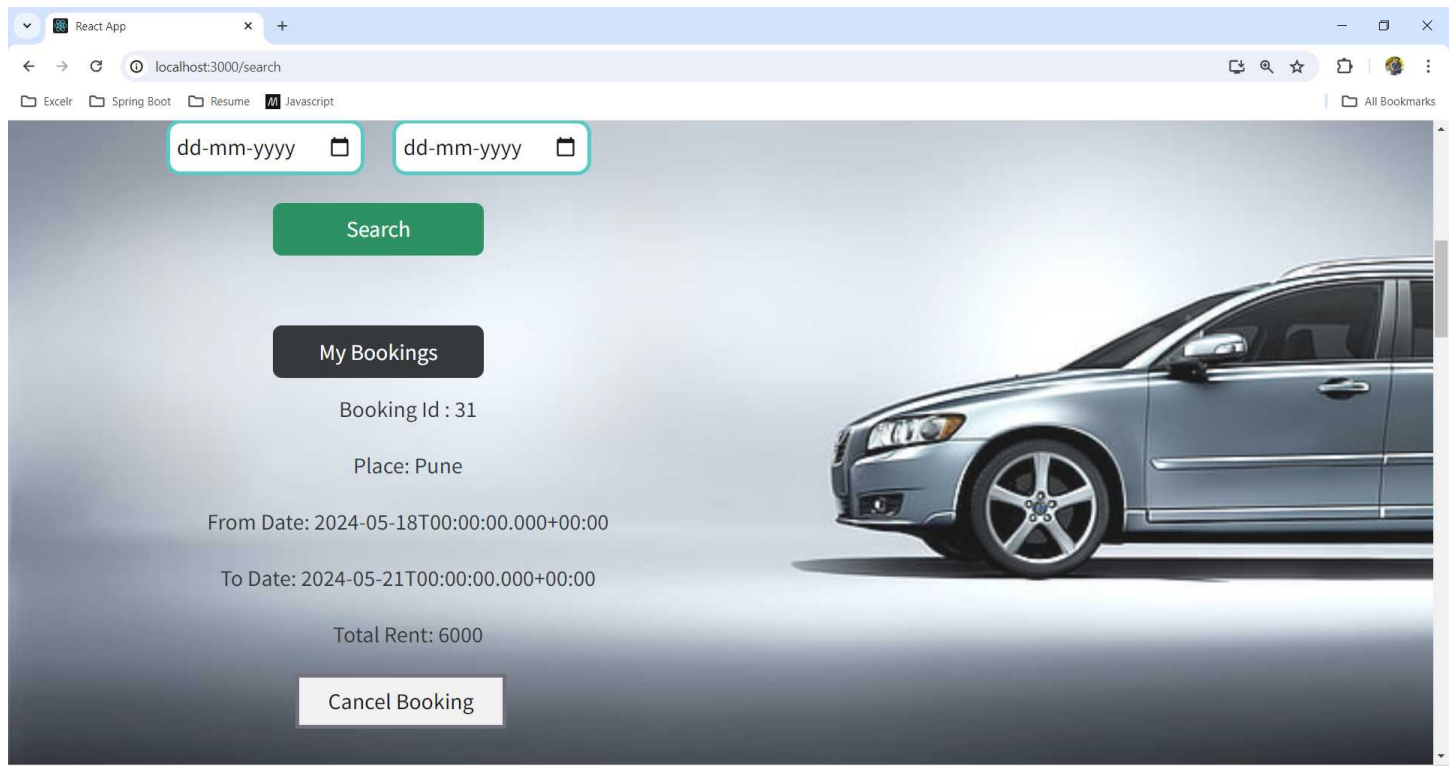 React App
localhost:3000/search
Excelr Spring Boot Resume Javascript All Bookmarks
dd-mm-yyyy dd-mm-yyyy
Search
My Bookings
Booking Id : 31
Place: Pune
From Date: 2024-05-18T00:00:00.000+00:00
To Date: 2024-05-21T00:00:00.000+00:00
Total Rent: 6000
Cancel Booking